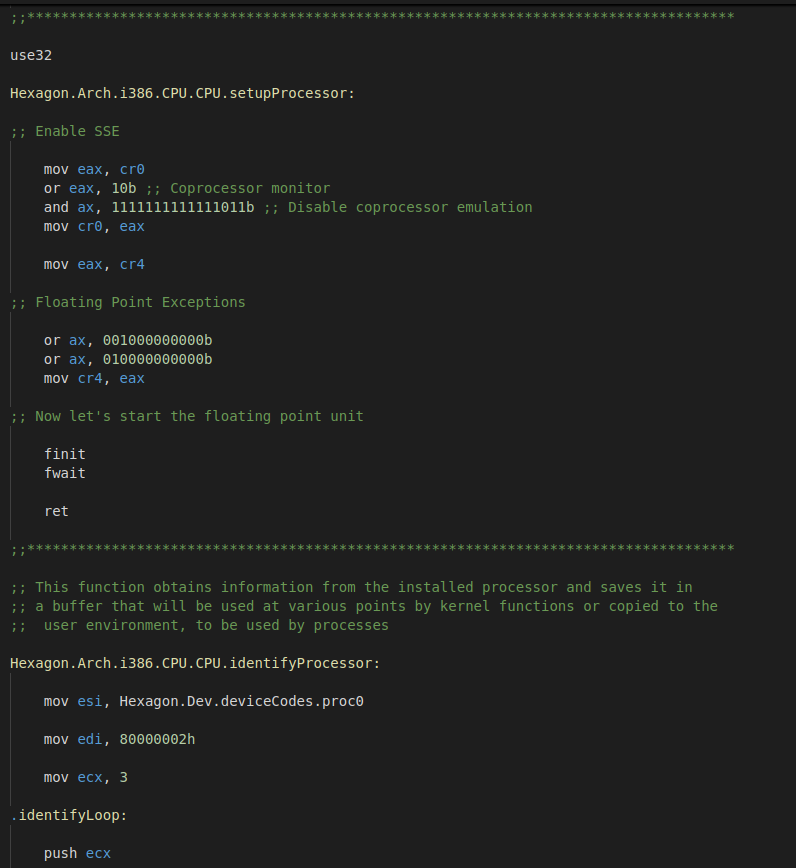 ;;************************************************************************************
use32
Hexagon.Arch.i386.CPU.CPU.setupProcessor:
;; Enable SSE
mov eax, cr0
or eax, 10b ;; Coprocessor monitor
and ax, 1111111111111011b ;; Disable coprocessor emulation
mov cr0, eax
mov eax, cr4
;; Floating Point Exceptions
or ax, 001000000000b
or ax, 010000000000b
mov cr4, eax
;; Now let's start the floating point unit
finit
fwait
ret
;;************************************************************************************
;; This function obtains information from the installed processor and saves it in
;; a buffer that will be used at various points by kernel functions or copied to the
;;  user environment, to be used by processes
Hexagon.Arch.i386.CPU.CPU.identifyProcessor:
mov esi, Hexagon.Dev.deviceCodes.proc0
mov edi, 80000002h
mov ecx, 3
.identifyLoop:
push ecx